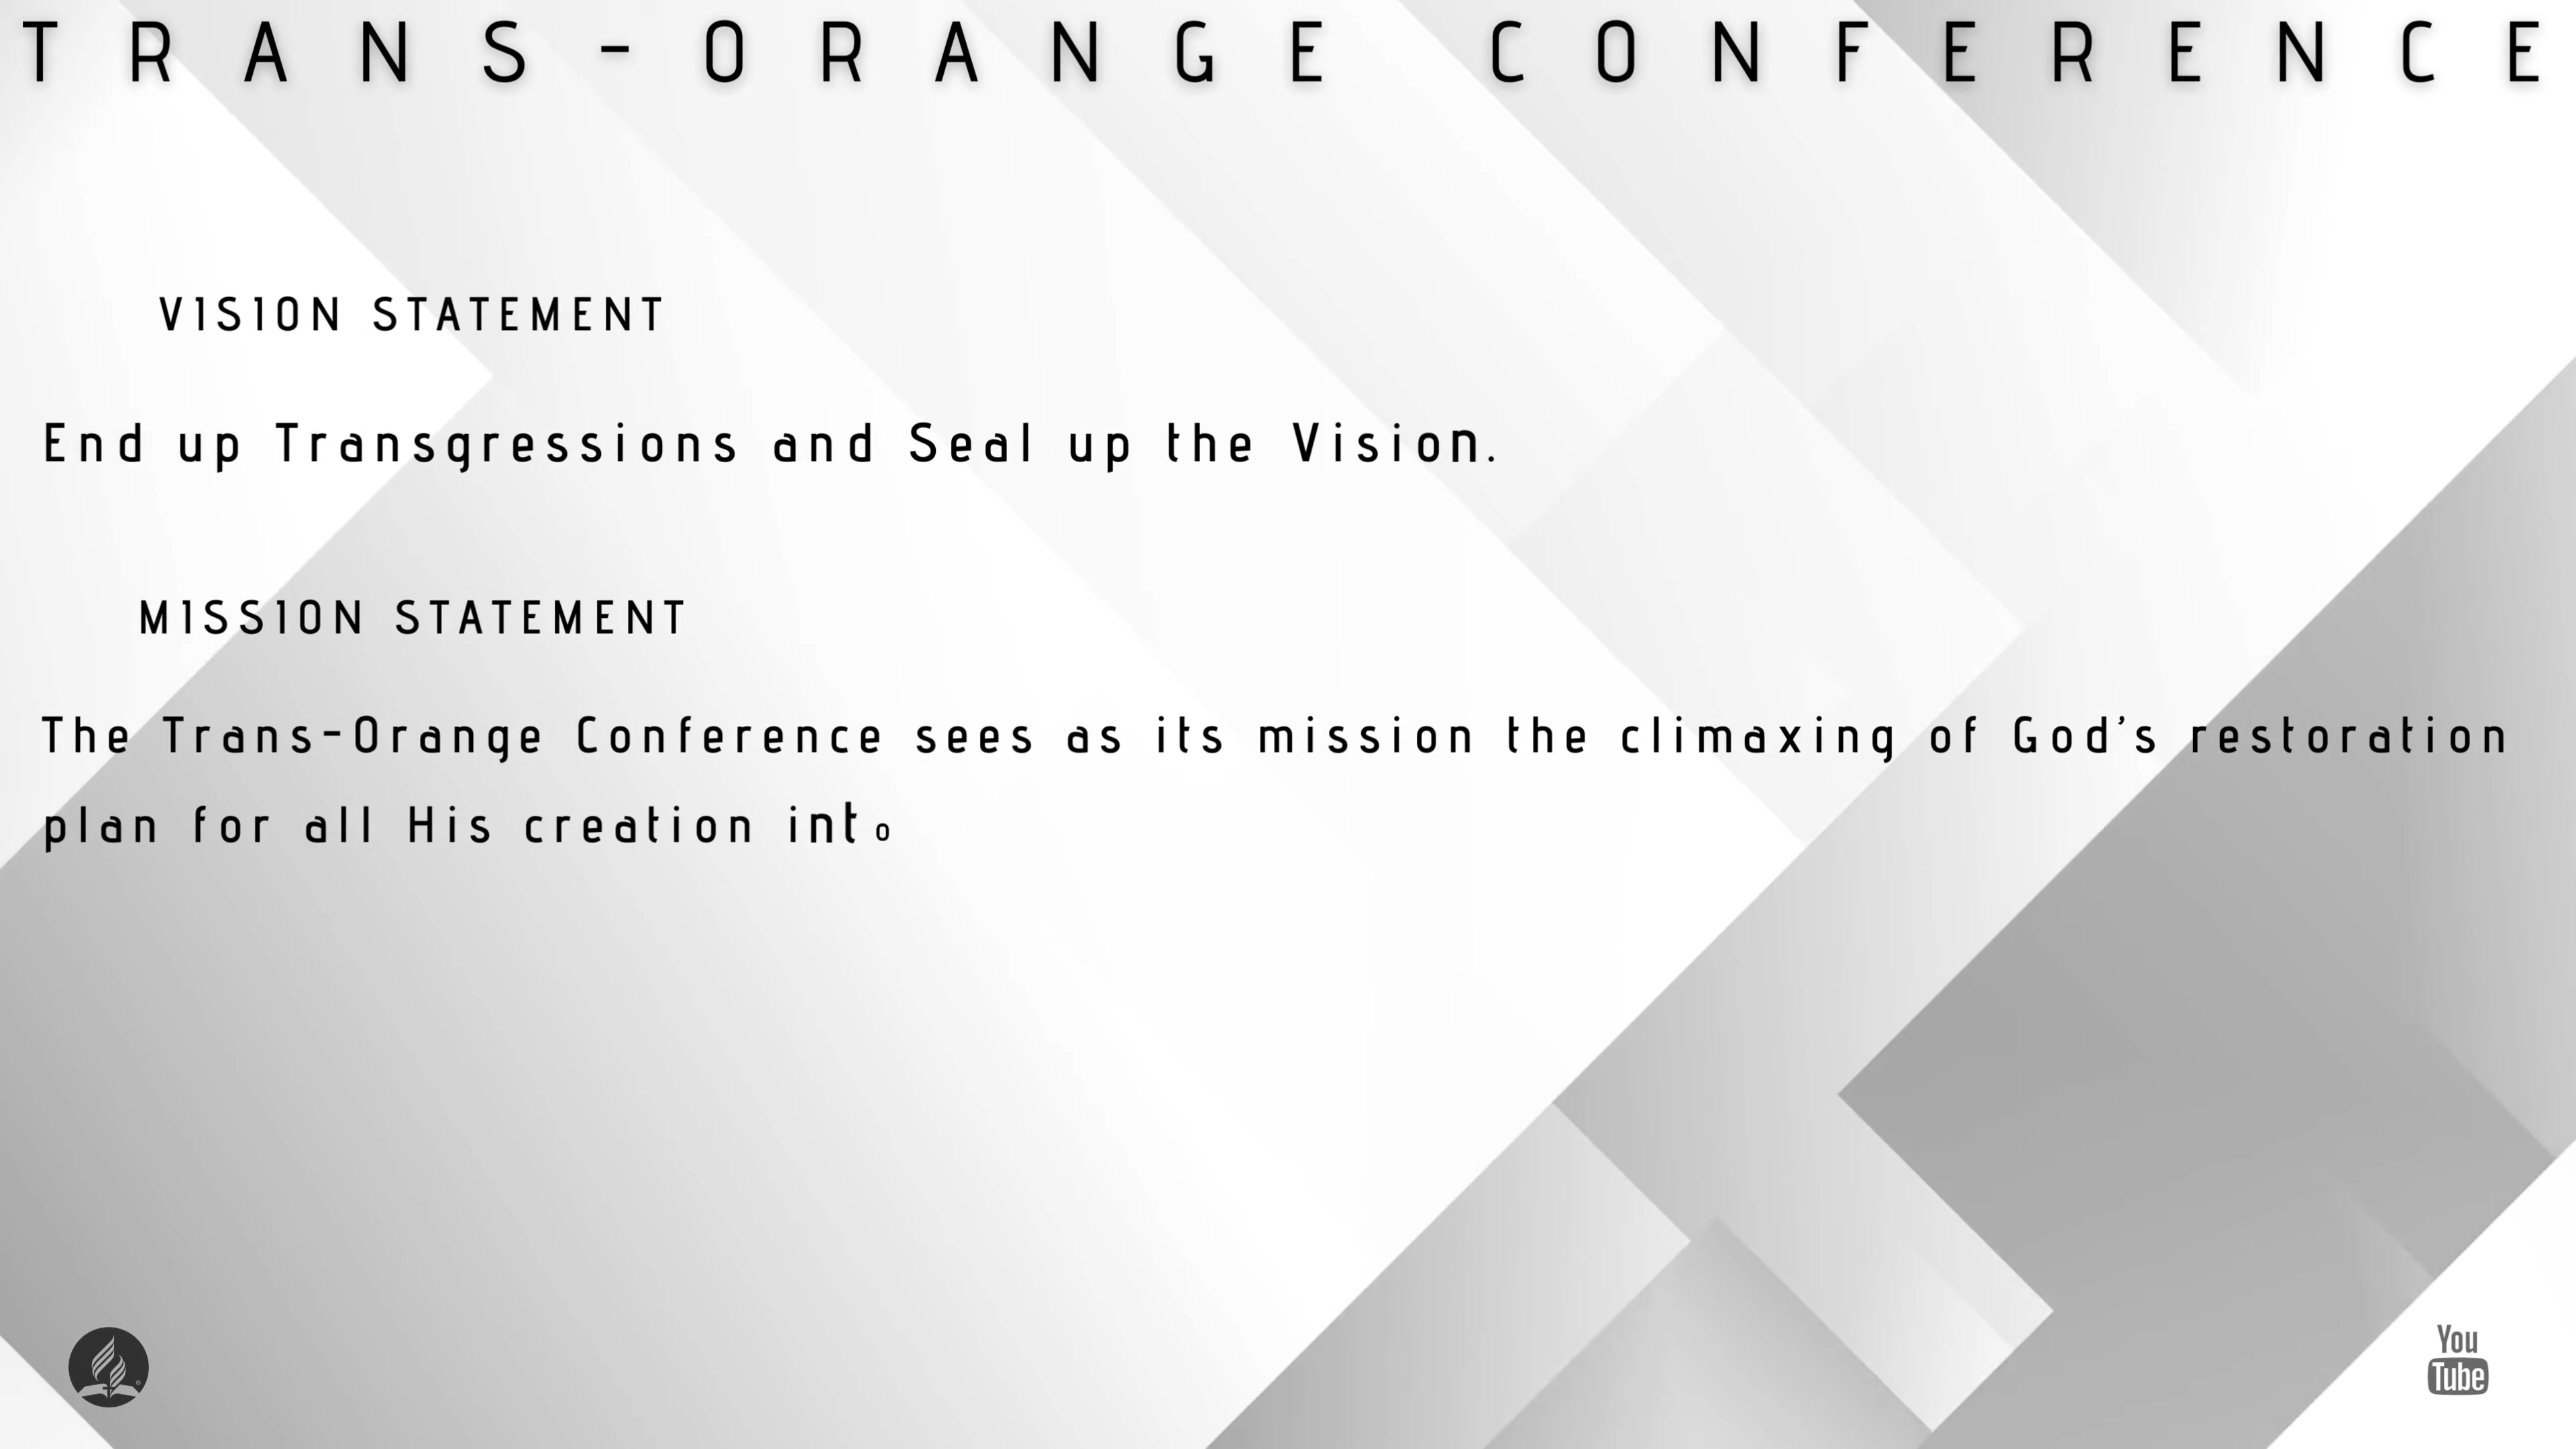 TRANS-ORANGE CONFERENCE
VISION STATEMENT
End up Transgressions and Seal up the Vision.
MISSION STATEMENT
The Trans-Orange Conference sees as its mission the climaxing of God's restoration
plan for all His creation into
You
Tube